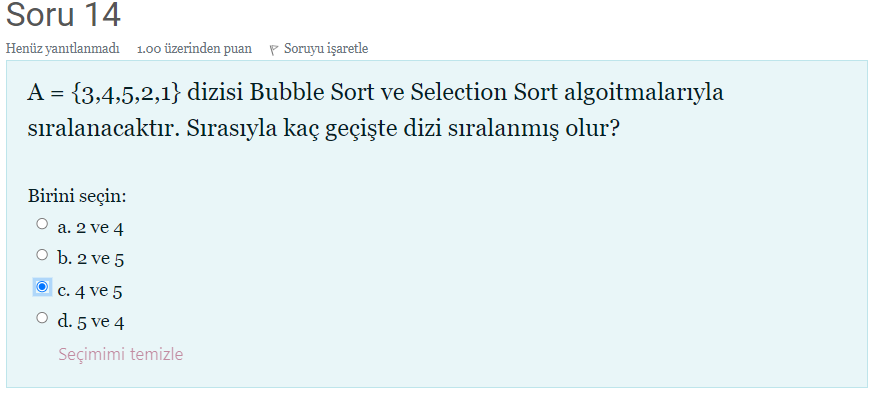 Soru 14
Henüz yanıtlanmadı 1.00 üzerinden puan Soruyu işaretle
A = {3,4,5,2,1} dizisi Bubble Sort ve Selection Sort algoitmalarıyla
sıralanacaktır. Sırasıyla kaç geçişte dizi sıralanmış olur?
Birini seçin:
a. 2 ve 4
b. 2 ve 5
c. 4 ve 5
d. 5 ve 4
Seçimimi temizle